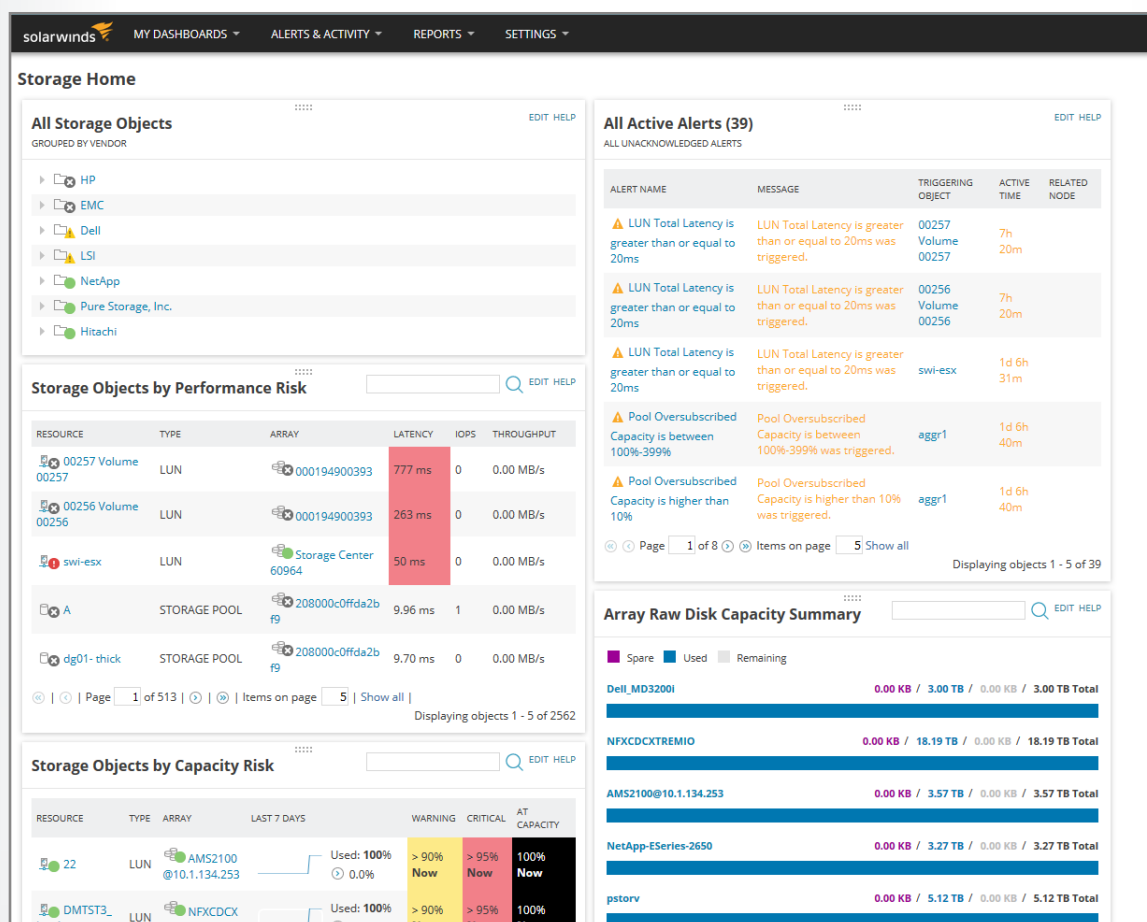 solarwinds MY DASHBOARDS ALERTS & ACTIVITY REPORTS SETTINGS
Storage Home
All Storage Objects EDIT HELP
GROUPED BY VENDOR
HP
EMC
Dell
LSI
NetApp
Pure Storage, Inc.
Hitachi
Storage Objects by Performance Risk EDIT HELP
RESOURCE TYPE ARRAY LATENCY IOPS THROUGHPUT
00257 Volume
00257
LUN 000194900393 777 ms 0 0.00 MB/s
00256 Volume
00256
LUN 000194900393 263 ms 0 0.00 MB/s
swi-esx LUN Storage Center
60964
50 ms 0 0.00 MB/s
A STORAGE POOL 208000c0ffda2b
f9
9.96 ms 1 0.00 MB/s
dg01- thick STORAGE POOL 208000c0ffda2b
f9
9.70 ms 0 0.00 MB/s
| | Page 1 of 513 | | | Items on page 5 | Show all |
Displaying objects 1 - 5 of 2562
Storage Objects by Capacity Risk EDIT HELP
RESOURCE TYPE ARRAY LAST 7 DAYS WARNING CRITICAL AT
CAPACITY
22 LUN AMS2100
@10.1.134.253
Used: 100%
0.0%
> 90%
Now
> 95%
Now
100%
Now
DMTST3_ LUN NFXCDCX Used: 100% > 90% > 95% 100%
All Active Alerts (39) EDIT HELP
ALL UNACKNOWLEDGED ALERTS
ALERT NAME MESSAGE TRIGGERING
OBJECT
ACTIVE
TIME
RELATED
NODE
LUN Total Latency is
greater than or equal to
20ms
LUN Total Latency is greater
than or equal to 20ms was
triggered.
00257
Volume
00257
7h
20m
LUN Total Latency is
greater than or equal to
20ms
LUN Total Latency is greater
than or equal to 20ms was
triggered.
00256
Volume
00256
7h
20m
LUN Total Latency is
greater than or equal to
20ms
LUN Total Latency is greater
than or equal to 20ms was
triggered.
swi-esx
1d 6h
31m
Pool Oversubscribed
Capacity is between
100%-399%
Pool Oversubscribed
Capacity is between
100%-399% was triggered.
aggr1
1d 6h
40m
Pool Oversubscribed
Capacity is higher than
10%
Pool Oversubscribed
Capacity is higher than 10%
was triggered.
aggr1
1d 6h
40m
Page 1 of 8 Items on page 5 Show all
Displaying objects 1 - 5 of 39
Array Raw Disk Capacity Summary EDIT HELP
Spare Used Remaining
Dell_MD3200i 0.00 KB / 3.00 TB / 0.00 KB / 3.00 TB Total
NFXCDCXTREMIO 0.00 KB / 18.19 TB / 0.00 KB / 18.19 TB Total
AMS2100@10.1.134.253 0.00 KB / 3.57 TB / 0.00 KB / 3.57 TB Total
NetApp-ESeries-2650 0.00 KB / 3.27 TB / 0.00 KB / 3.27 TB Total
pstorv 0.00 KB / 5.12 TB / 0.00 KB / 5.12 TB Total